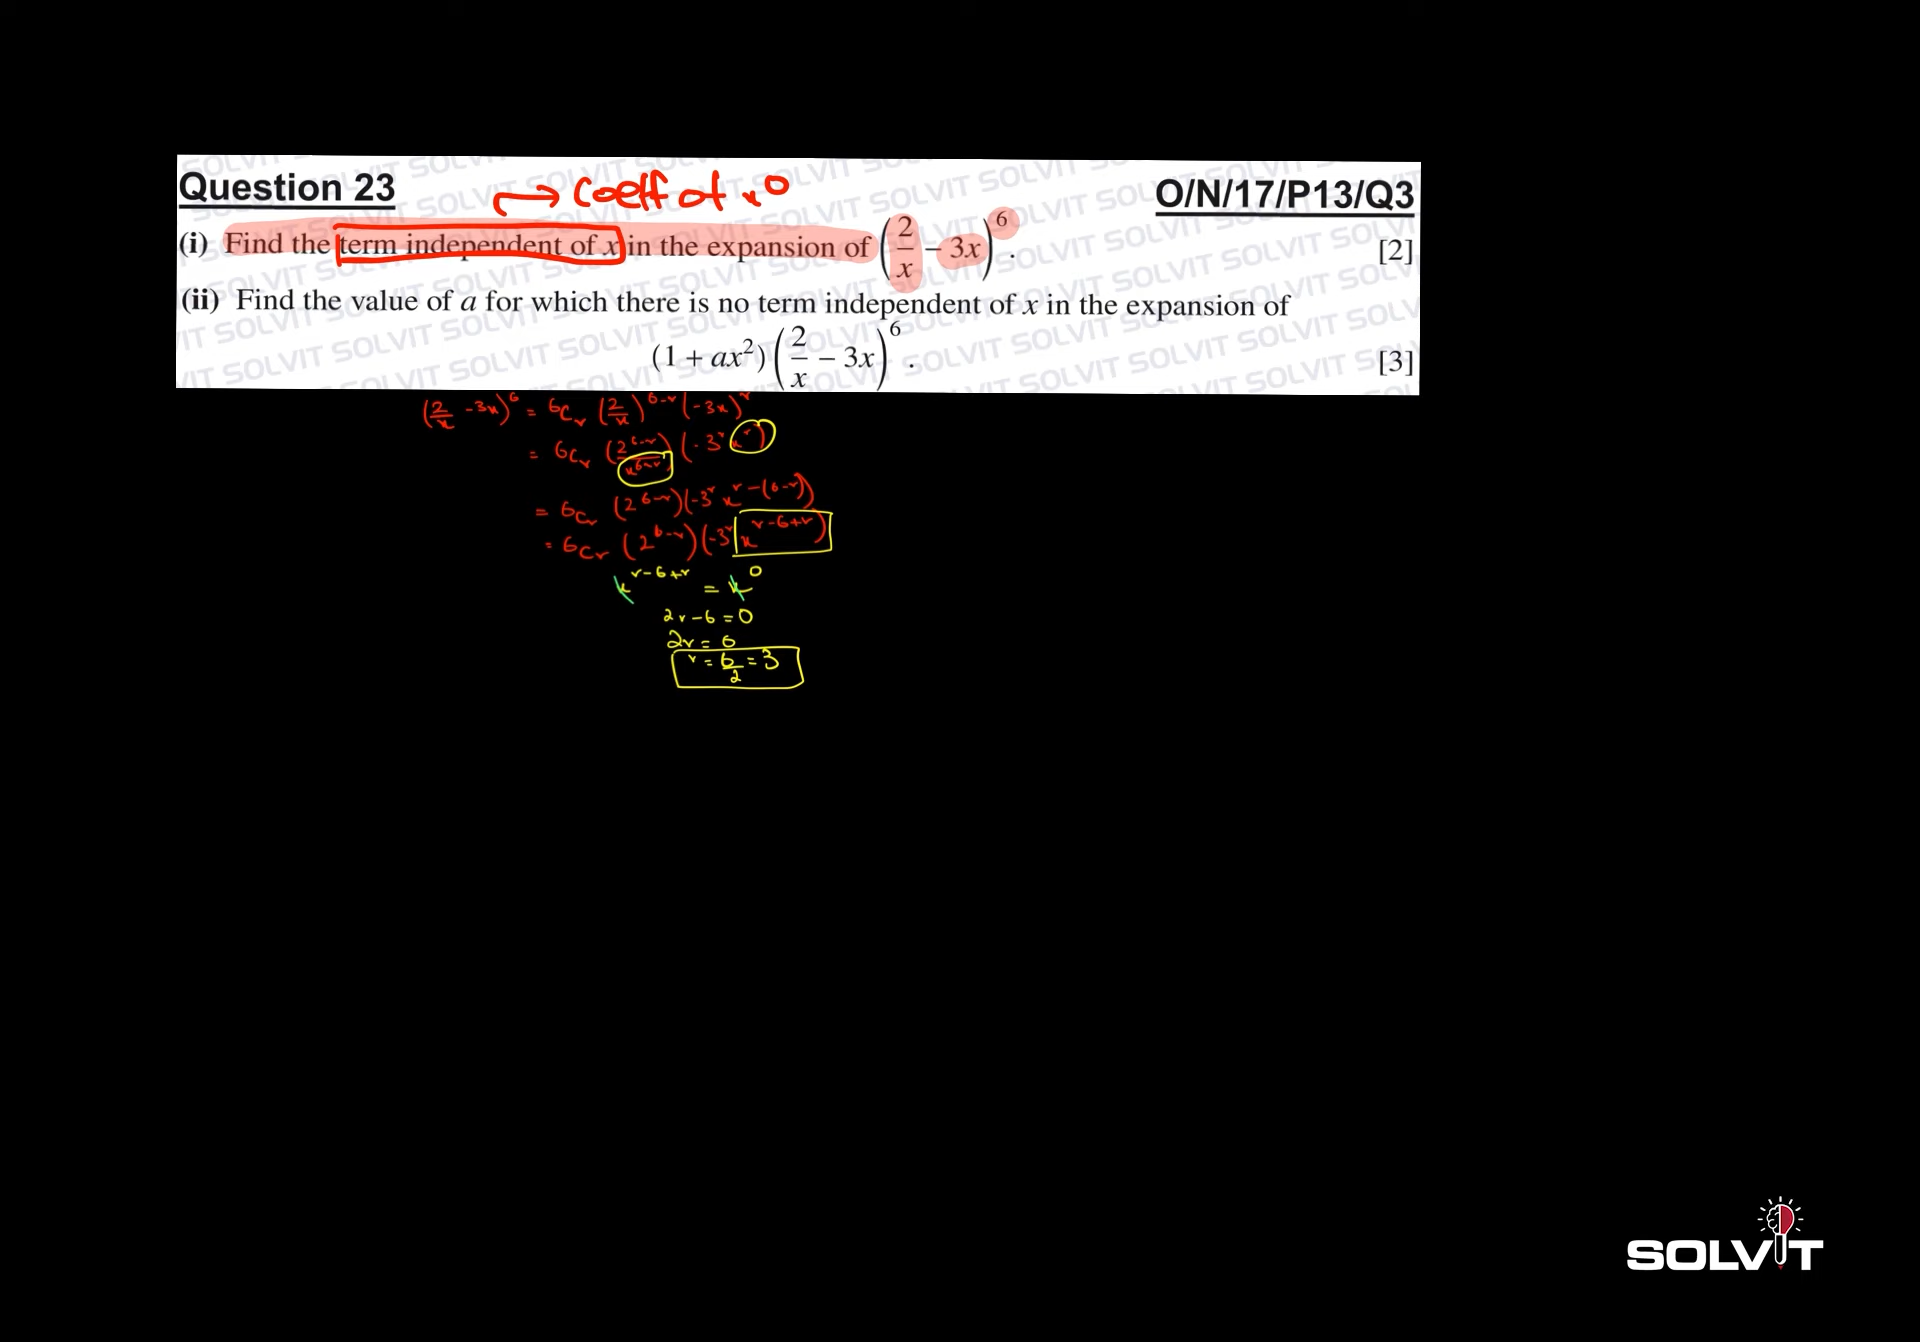 Question 23 → Coeff of x⁰ O/N/17/P13/Q3
(i) Find the term independent of x in the expansion of (2/x − 3x)⁶. [2]
(ii) Find the value of a for which there is no term independent of x in the expansion of
(1 + ax²)(2/x − 3x)⁶. [3]
(2/x - 3x)⁶ = 6Cr (2/x)^(6-r) (-3x)^r
= 6Cr (2^(6-r)/x^(6-r)) (-3^r x^r)
= 6Cr (2^(6-r)) (-3^r x^(r-(6-r)))
= 6Cr (2^(6-r)) (-3^r x^(r-6+r))
x^(r-6+r) = x^0
2r-6 = 0
2r = 6
r = 6/2 = 3
SOLVIT